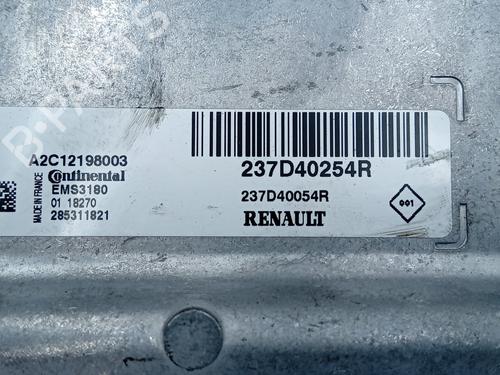 A2C12198003
Continental
EMS3180
01 18270
285311821
MADE IN FRANCE
237D40254R
237D40054R
RENAULT
001
B-PARTS